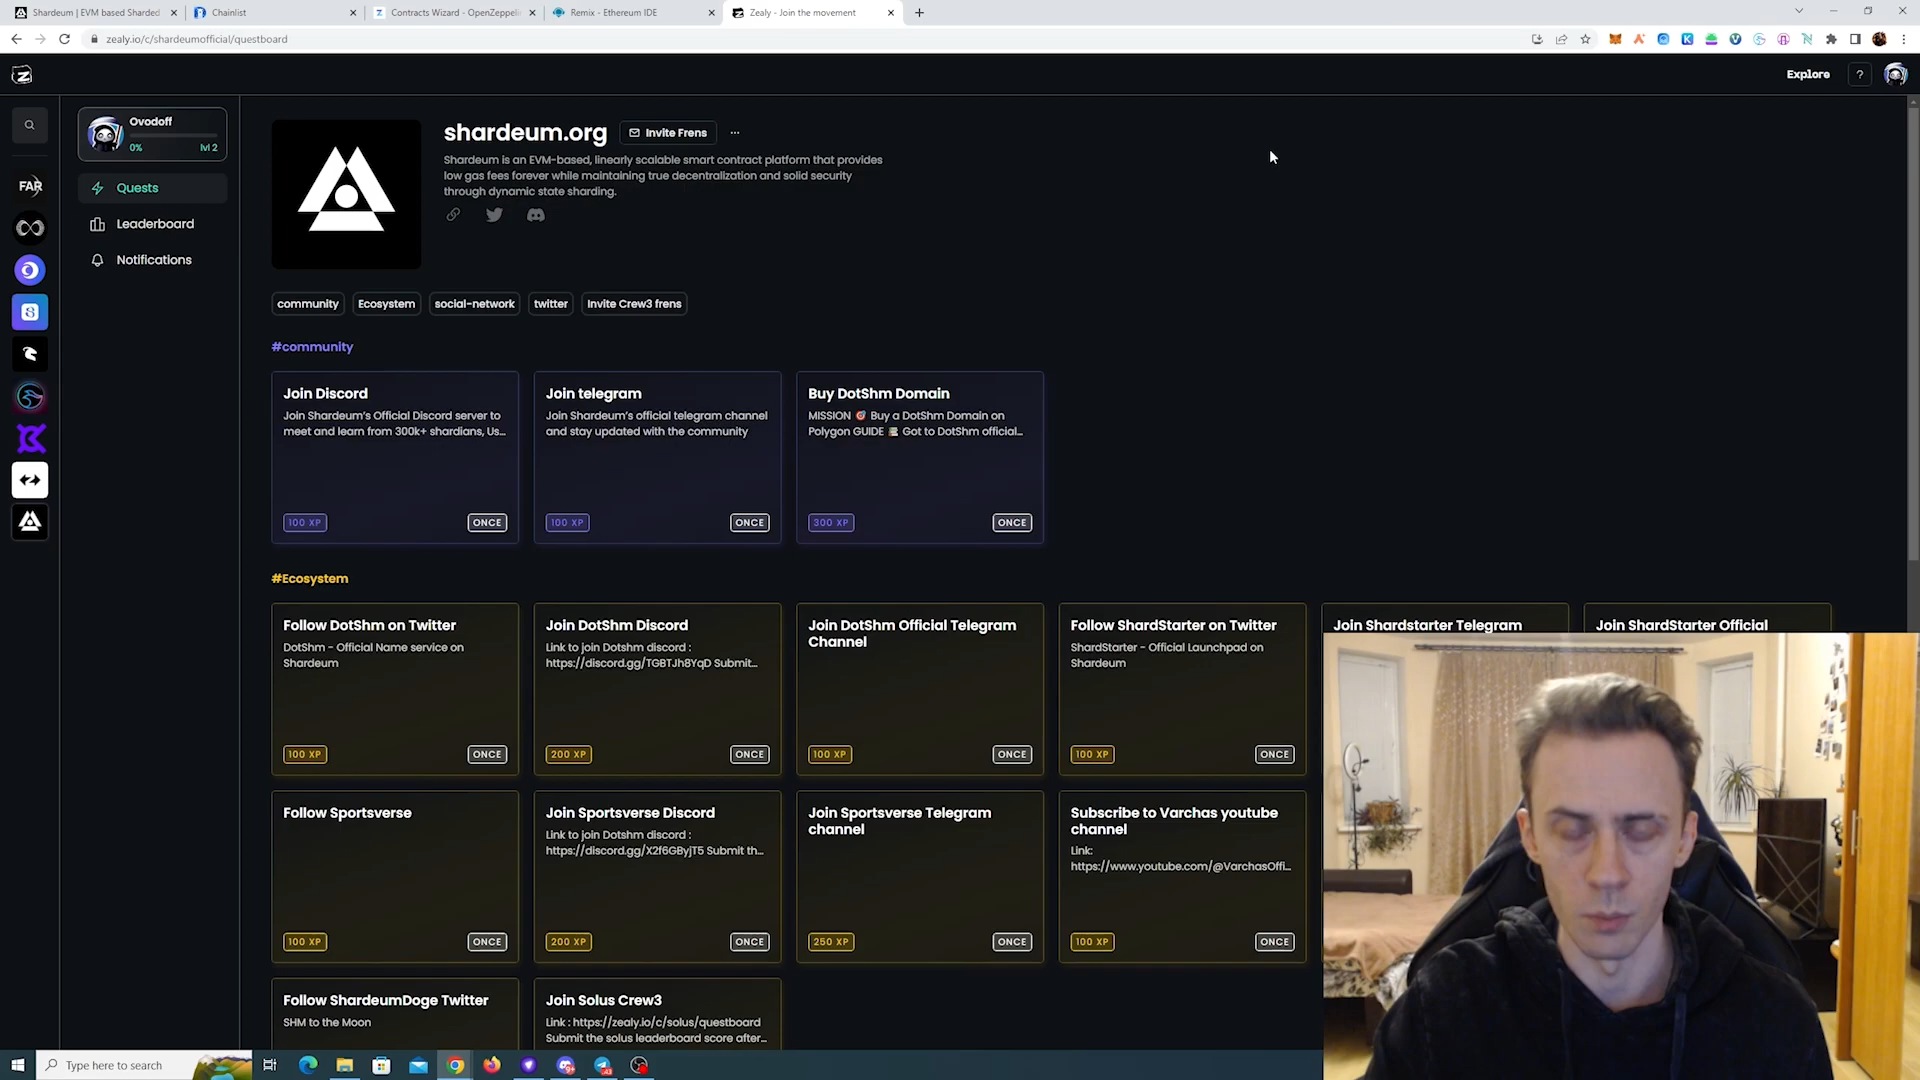 Shardeum | EVM based Sharded
Chainlist
Contracts Wizard - OpenZeppeli
Remix - Ethereum IDE
Zealy - Join the movement
zealy.io/c/shardeumofficial/questboard
Explore
?
FAR
Ovodoff
0%
lvl 2
Quests
Leaderboard
Notifications
shardeum.org
Invite Frens
Shardeum is an EVM-based, linearly scalable smart contract platform that provides
low gas fees forever while maintaining true decentralization and solid security
through dynamic state sharding.
community
Ecosystem
social-network
twitter
Invite Crew3 frens
#community
Join Discord
Join Shardeum's Official Discord server to
meet and learn from 300k+ shardians, Us...
100 XP
ONCE
Join telegram
Join Shardeum's official telegram channel
and stay updated with the community
100 XP
ONCE
Buy DotShm Domain
MISSION 🎯 Buy a DotShm Domain on
Polygon GUIDE Got to DotShm official...
300 XP
ONCE
#Ecosystem
Follow DotShm on Twitter
DotShm - Official Name service on
Shardeum
100 XP
ONCE
Join DotShm Discord
Link to join Dotshm discord :
https://discord.gg/TGBTJh8YqD Submit...
200 XP
ONCE
Join DotShm Official Telegram
Channel
100 XP
ONCE
Follow ShardStarter on Twitter
ShardStarter - Official Launchpad on
Shardeum
100 XP
ONCE
Join Shardstarter Telegram
Join ShardStarter Official
Follow Sportsverse
100 XP
ONCE
Join Sportsverse Discord
Link to join Dotshm discord :
https://discord.gg/X2f6GByjT5 Submit th...
200 XP
ONCE
Join Sportsverse Telegram
channel
250 XP
ONCE
Subscribe to Varchas youtube
channel
Link:
https://www.youtube.com/@VarchasOffi...
100 XP
ONCE
Follow ShardeumDoge Twitter
SHM to the Moon
Join Solus Crew3
Link : https://zealy.io/c/solus/questboard
Submit the solus leaderboard score after...
Type here to search